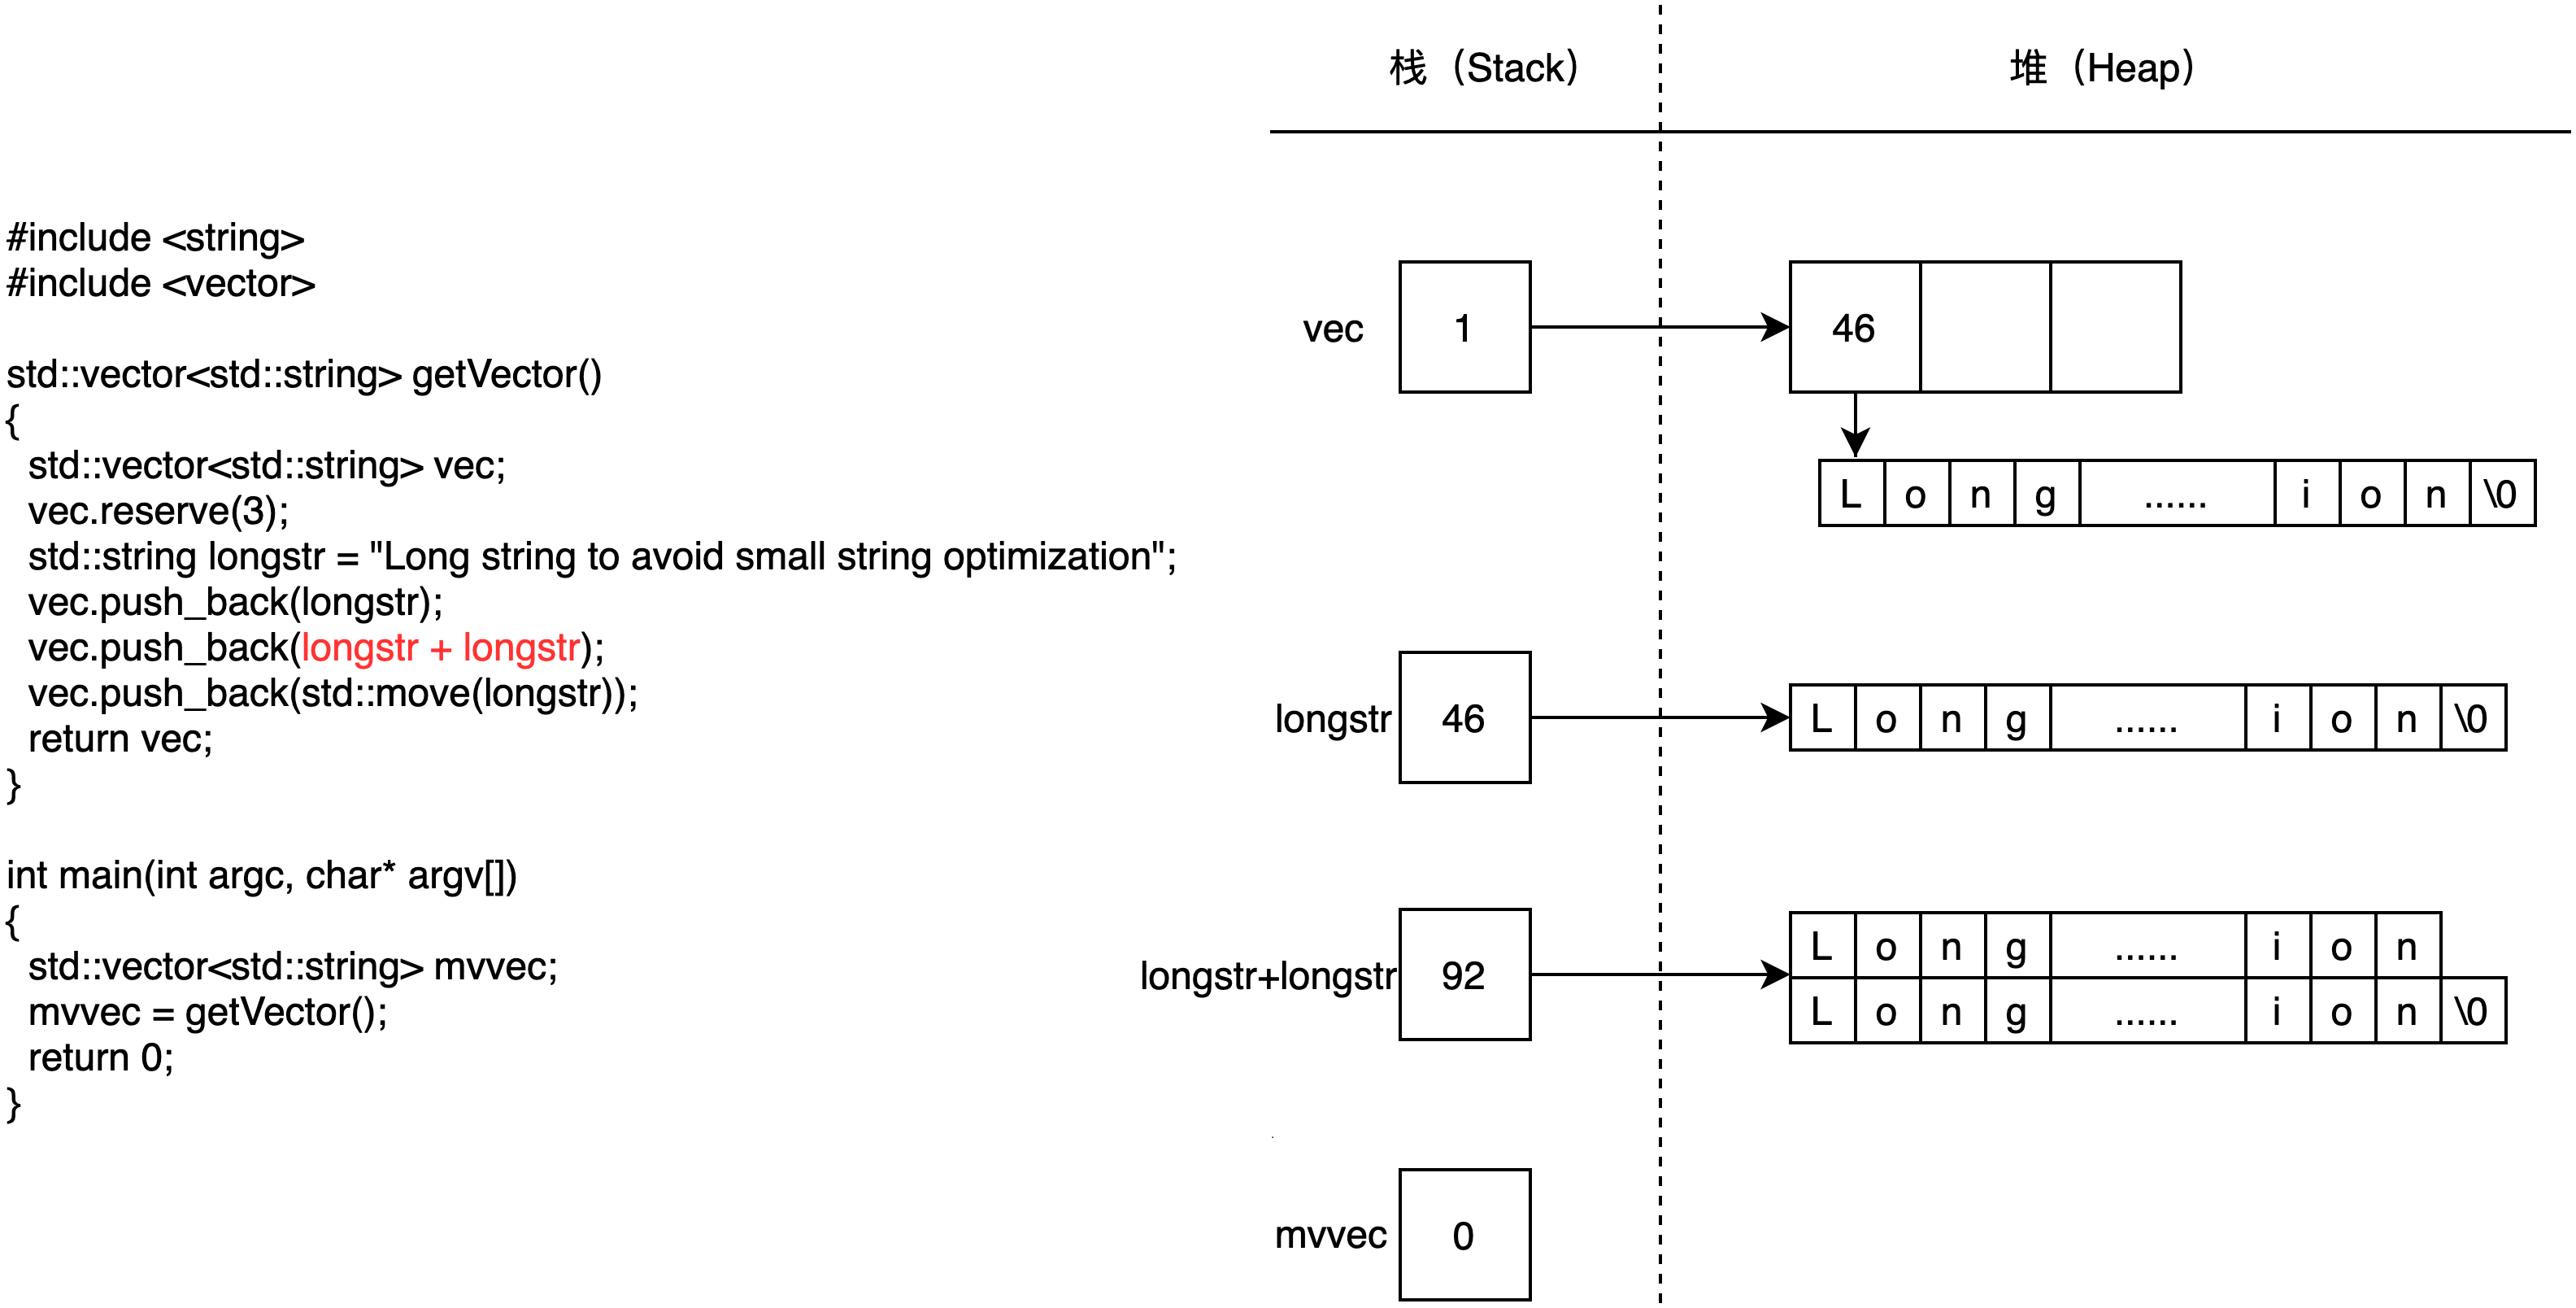 #include <string>
#include <vector>
std::vector<std::string> getVector()
{
std::vector<std::string> vec;
vec.reserve(3);
std::string longstr = "Long string to avoid small string optimization";
vec.push_back(longstr);
vec.push_back(longstr + longstr);
vec.push_back(std::move(longstr));
return vec;
}
int main(int argc, char* argv[])
{
std::vector<std::string> mvvec;
mvvec = getVector();
return 0;
}
栈（Stack） 堆（Heap）
vec 1 46
L o n g ...... i o n \0
longstr 46 L o n g ...... i o n \0
L o n g ...... i o n
longstr+longstr 92
L o n g ...... i o n \0
mvvec 0